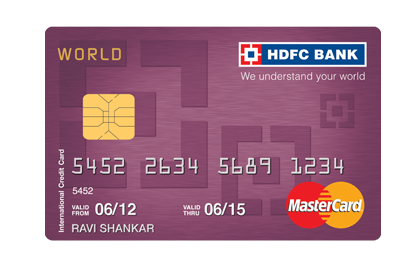 WORLD
HDFC BANK
We understand your world
International Credit Card
5452 2634 5689 1234
5452
VALID FROM 06/12 VALID THRU 06/15
RAVI SHANKAR
MasterCard